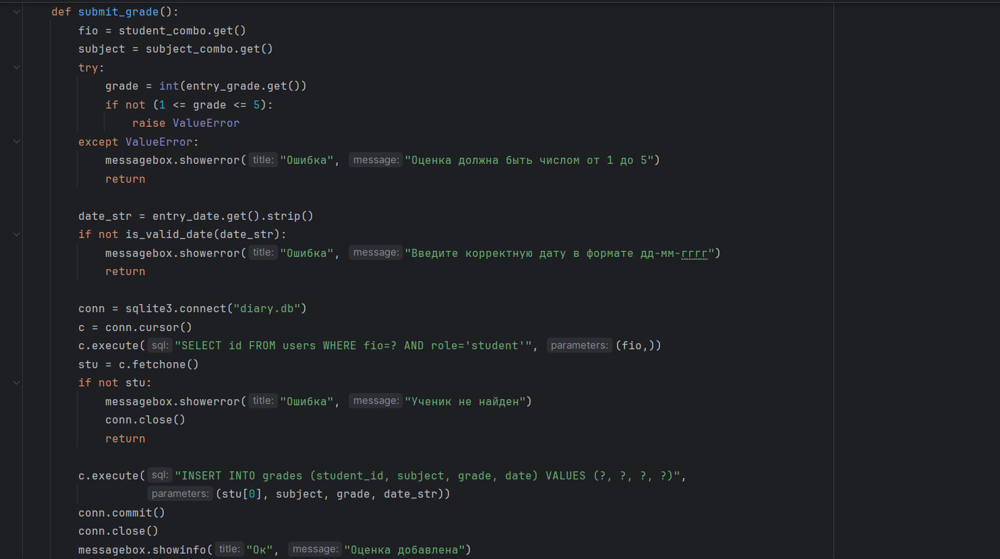 def submit_grade():
fio = student_combo.get()
subject = subject_combo.get()
try:
grade = int(entry_grade.get())
if not (1 <= grade <= 5):
raise ValueError
except ValueError:
messagebox.showerror( title: "Ошибка", message: "Оценка должна быть числом от 1 до 5")
return
date_str = entry_date.get().strip()
if not is_valid_date(date_str):
messagebox.showerror( title: "Ошибка", message: "Введите корректную дату в формате дд-мм-гггг")
return
conn = sqlite3.connect("diary.db")
c = conn.cursor()
c.execute( sql: "SELECT id FROM users WHERE fio=? AND role='student'", parameters: (fio,))
stu = c.fetchone()
if not stu:
messagebox.showerror( title: "Ошибка", message: "Ученик не найден")
conn.close()
return
c.execute( sql: "INSERT INTO grades (student_id, subject, grade, date) VALUES (?, ?, ?, ?)",
parameters: (stu[0], subject, grade, date_str))
conn.commit()
conn.close()
messagebox.showinfo( title: "Ок", message: "Оценка добавлена")